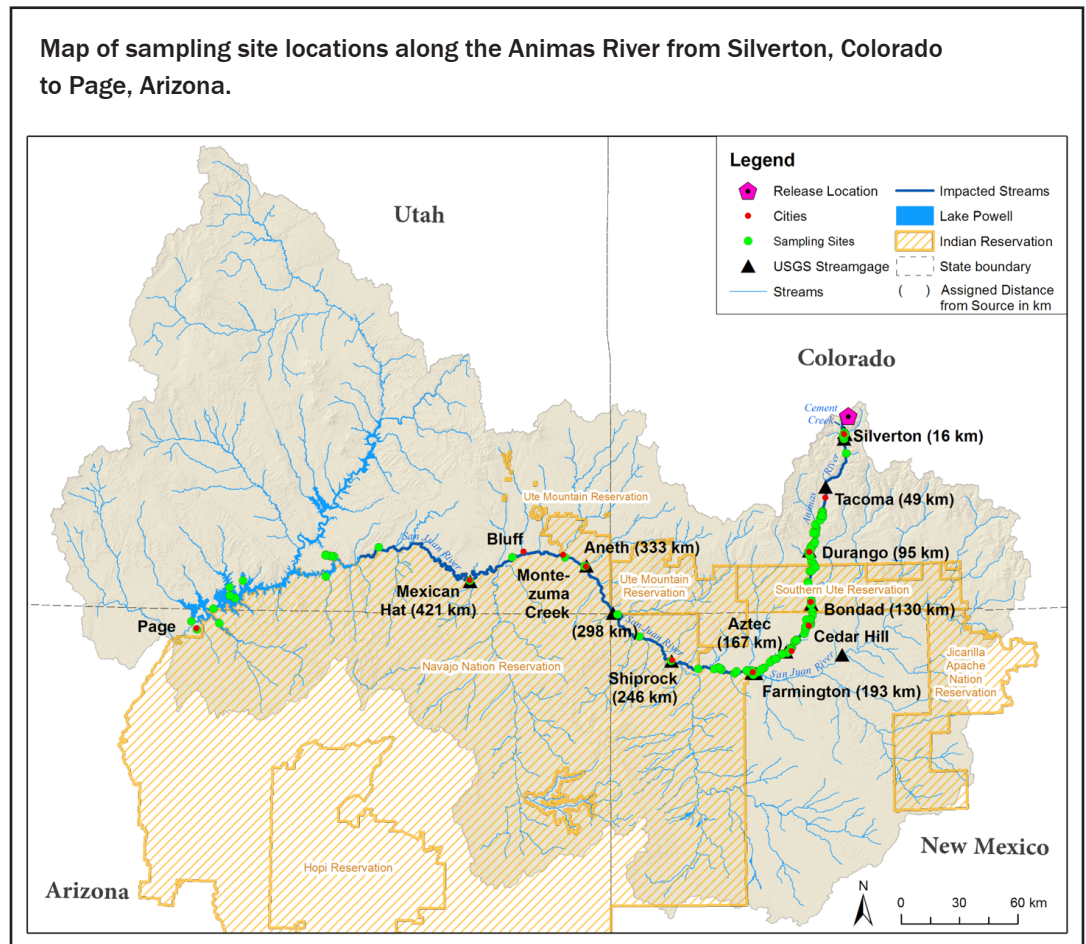 Map of sampling site locations along the Animas River from Silverton, Colorado
to Page, Arizona.
Legend
Release Location
Cities
Sampling Sites
USGS Streamgage
Streams
Impacted Streams
Lake Powell
Indian Reservation
State boundary
( ) Assigned Distance
from Source in km
Utah
Colorado
Cement
Creek
Silverton (16 km)
Animas River
Tacoma (49 km)
Ute Mountain Reservation
San Juan River
Bluff
Aneth (333 km)
Durango (95 km)
Mexican
Hat (421 km)
Monte-
zuma
Creek
Ute Mountain
Reservation
Southern Ute Reservation
Bondad (130 km)
Page
(298 km)
San Juan River
Aztec
(167 km)
Cedar Hill
Navajo Nation Reservation
Shiprock
(246 km)
San Juan River
Farmington (193 km)
Jicarilla
Apache
Nation
Reservation
Hopi Reservation
Arizona
New Mexico
N
0 30 60 km